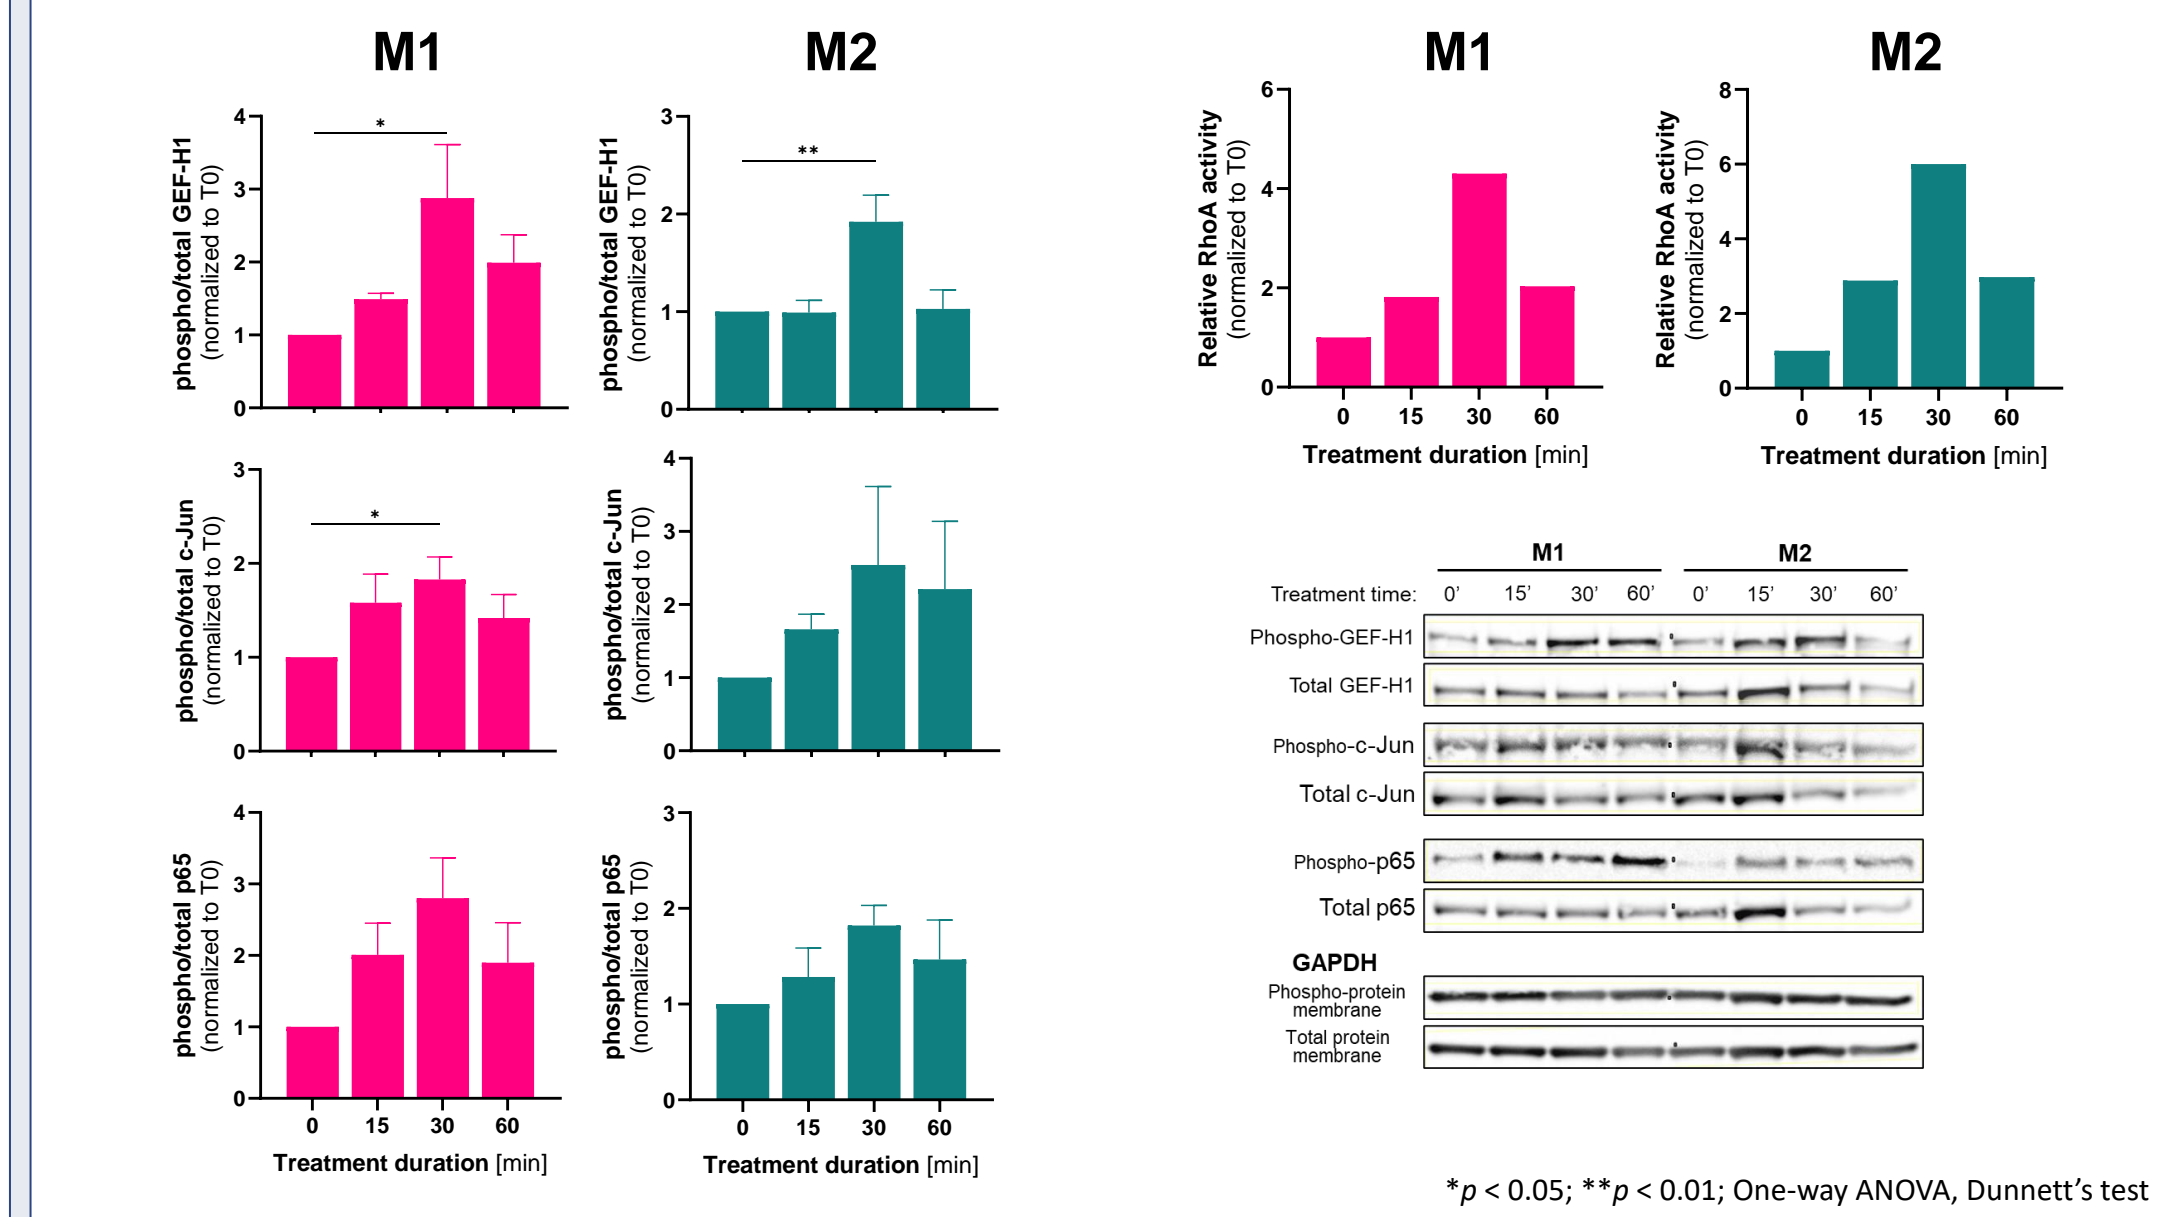 M1
M2
phospho/total GEF-H1
(normalized to T0)
4
3
2
1
0
*
phospho/total GEF-H1
(normalized to T0)
3
2
1
0
**
phospho/total c-Jun
(normalized to T0)
3
2
1
0
*
phospho/total c-Jun
(normalized to T0)
4
3
2
1
0
phospho/total p65
(normalized to T0)
4
3
2
1
0
0 15 30 60
Treatment duration [min]
phospho/total p65
(normalized to T0)
3
2
1
0
0 15 30 60
Treatment duration [min]
M1
Relative RhoA activity
(normalized to T0)
6
4
2
0
0 15 30 60
Treatment duration [min]
M2
Relative RhoA activity
(normalized to T0)
8
6
4
2
0
0 15 30 60
Treatment duration [min]
M1 M2
Treatment time: 0’ 15’ 30’ 60’ 0’ 15’ 30’ 60’
Phospho-GEF-H1
Total GEF-H1
Phospho-c-Jun
Total c-Jun
Phospho-p65
Total p65
GAPDH
Phospho-protein
membrane
Total protein
membrane
*p < 0.05; **p < 0.01; One-way ANOVA, Dunnett’s test